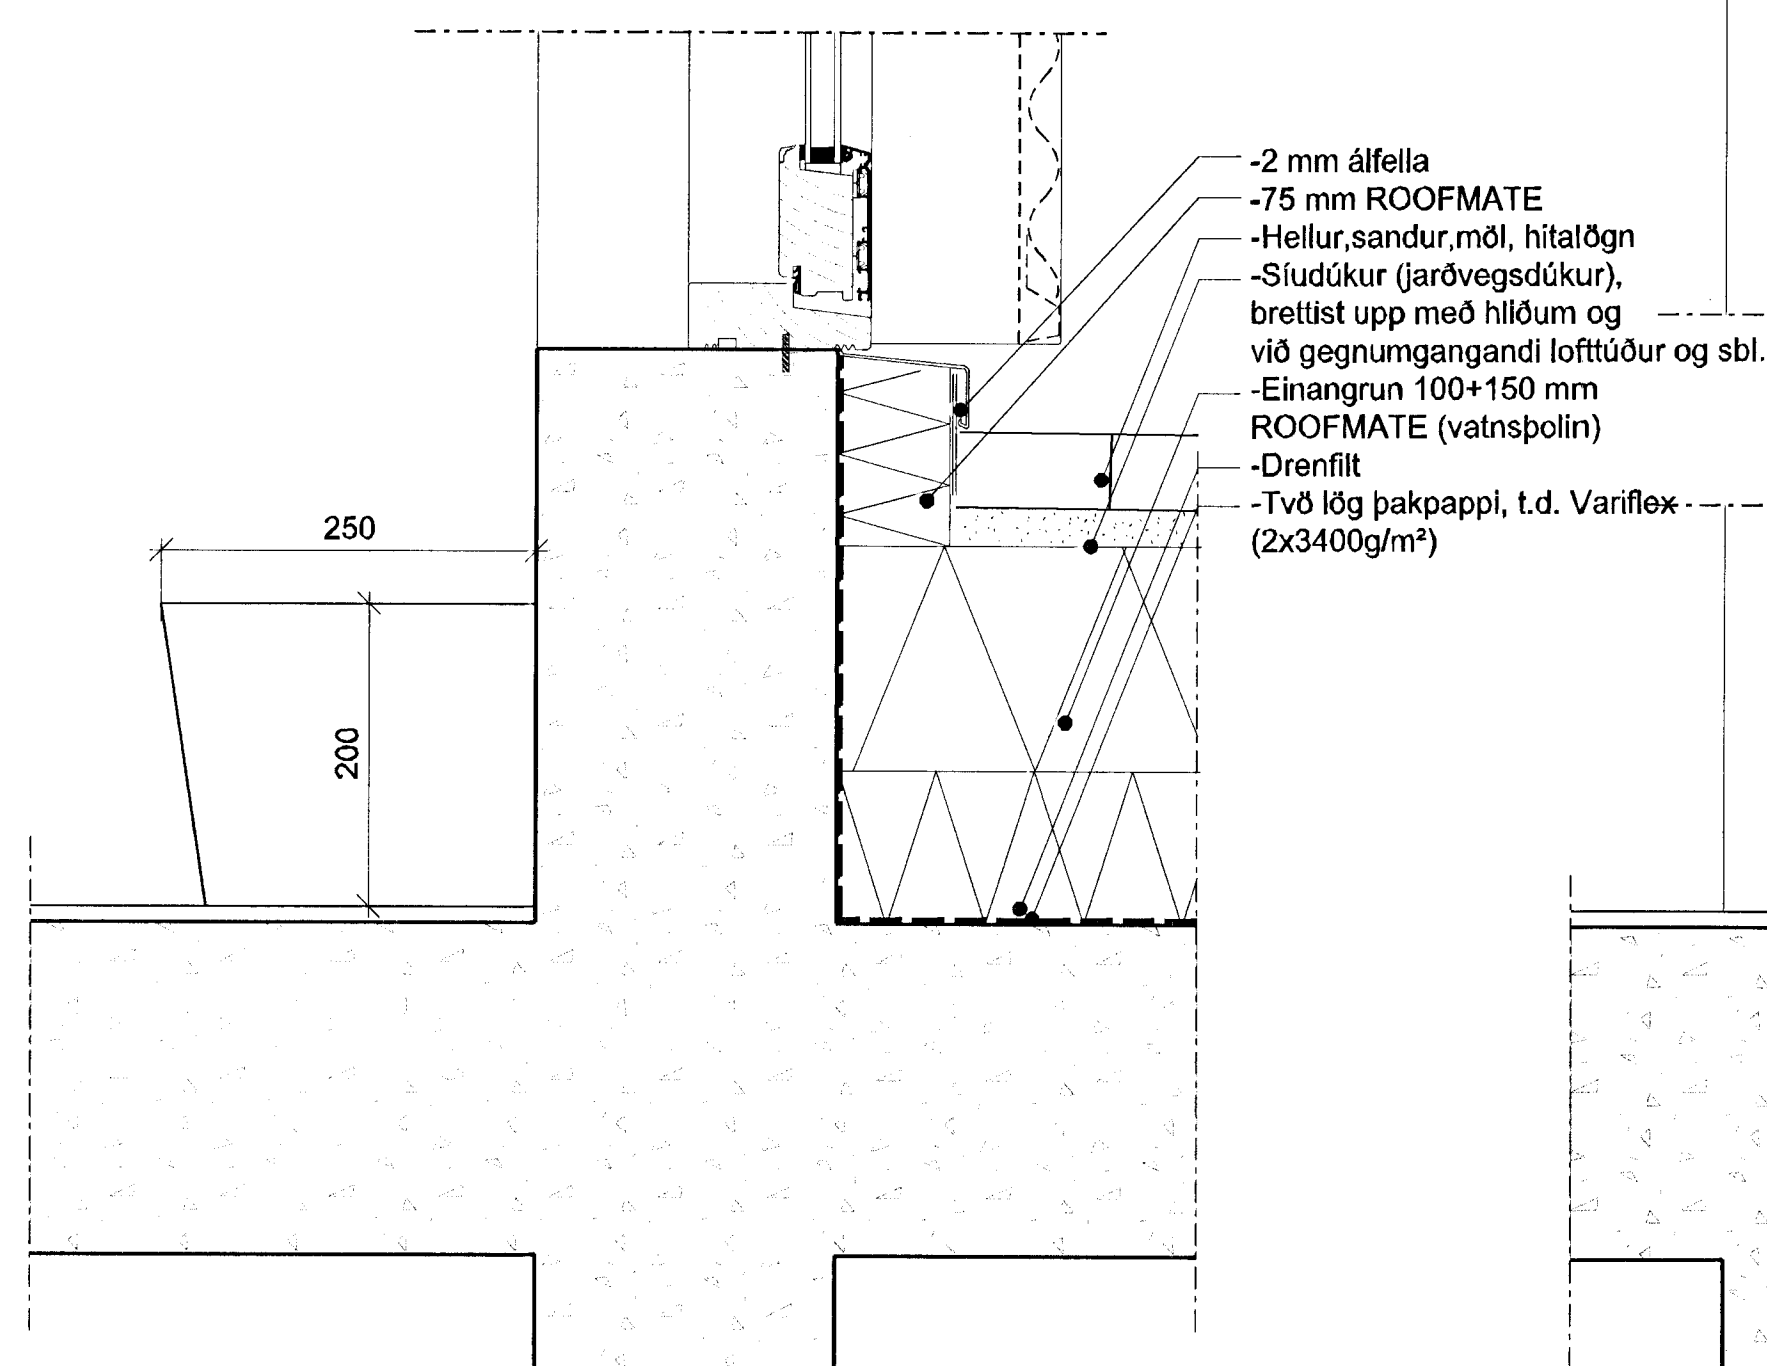 -2 mm álfella
-75 mm ROOFMATE
-Hellur,sandur,möl, hitalögn
-Síudúkur (jarðvegsdúkur),
brettist upp með hliðum og
við gegnumgangandi lofttúður og sbl.
-Einangrun 100+150 mm
ROOFMATE (vatnsþolin)
-Drenfilt
-Tvö lög þakpappi, t.d. Variflex
(2x3400g/m²)
250
200